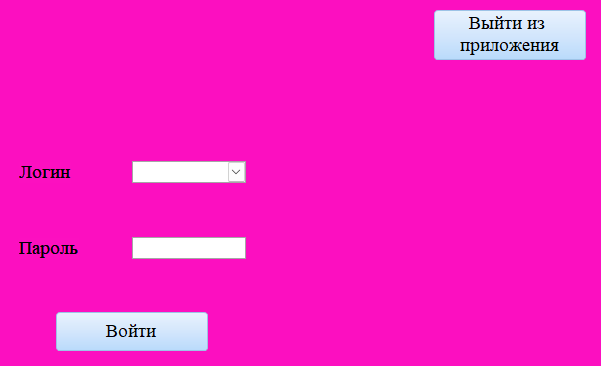 Выйти из
приложения
Логин
Пароль
Войти